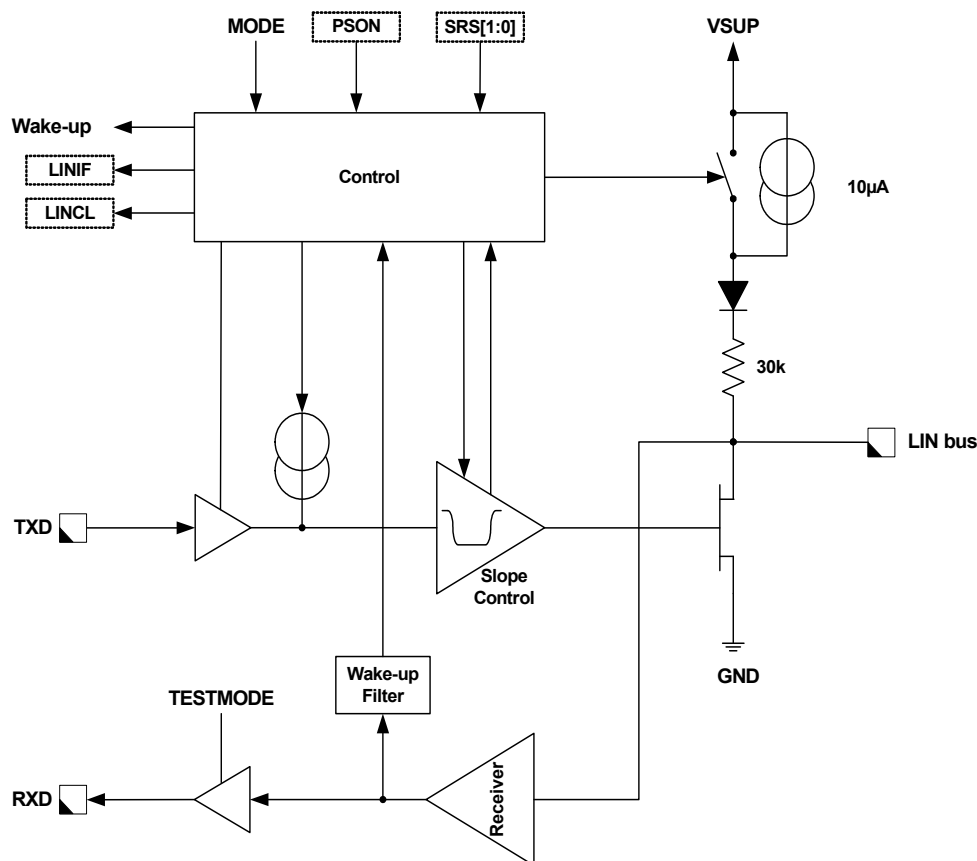 MODE
PSON
SRS[1:0]
VSUP
Wake-up
LINIF
LINCL
Control
10µA
30k
LIN bus
TXD
Slope
Control
GND
Wake-up
Filter
TESTMODE
RXD
Receiver